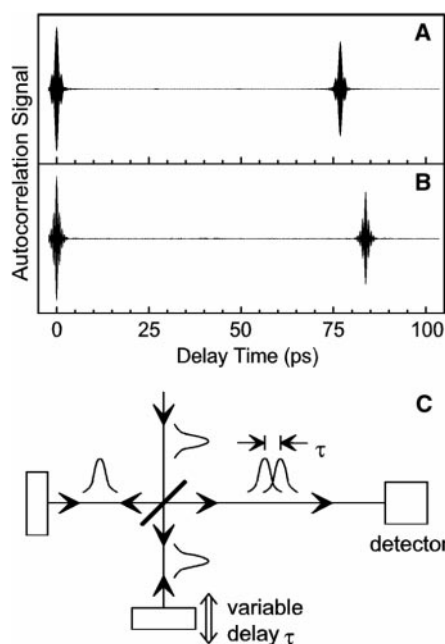 A
B
Autocorrelation Signal
0 25 50 75 100
Delay Time (ps)
C
τ
detector
variable
delay τ